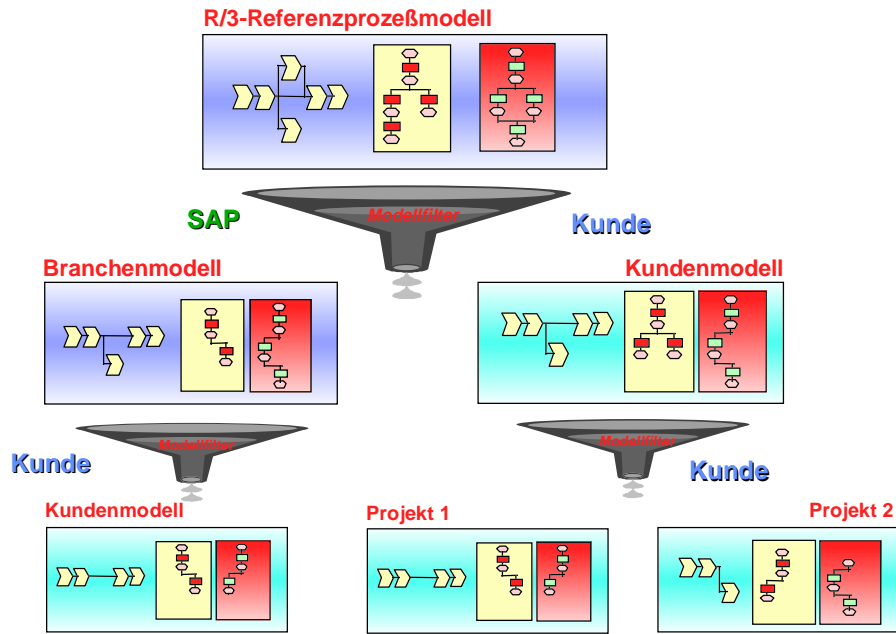 R/3-Referenzprozeßmodell
Modellfilter
SAP
Kunde
Branchenmodell
Kundenmodell
Modellfilter
Modellfilter
Kunde
Kunde
Kundenmodell
Projekt 1
Projekt 2